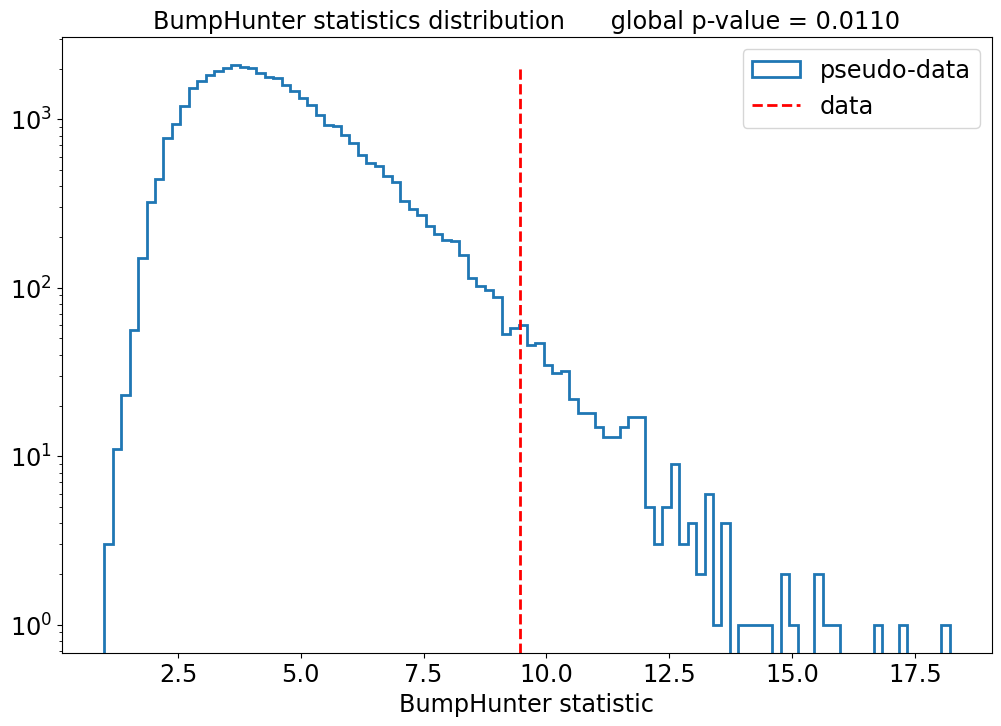 BumpHunter statistics distribution      global p-value = 0.0110
pseudo-data
data
10³
10²
10¹
10⁰
2.5 5.0 7.5 10.0 12.5 15.0 17.5
BumpHunter statistic